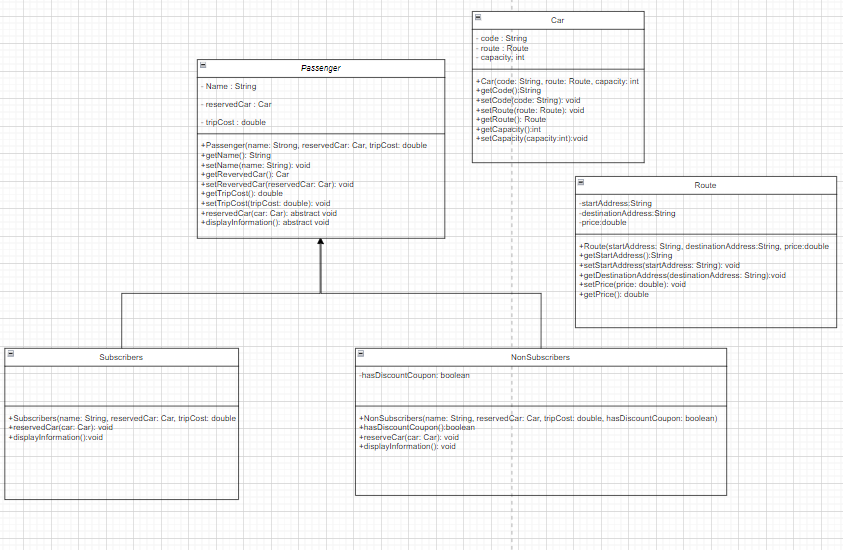 Car
- code : String
- route : Route
- capacity: int
+Car(code: String, route: Route, capacity: int
+getCode():String
+setCode(code: String): void
+setRoute(route: Route): void
+getRoute(): Route
+getCapacity():int
+setCapacity(capacity:int):void
Passenger
- Name : String
- reservedCar : Car
- tripCost : double
+Passenger(name: Strong, reservedCar: Car, tripCost: double
+getName(): String
+setName(name: String): void
+getRevervedCar(): Car
+setRevervedCar(reservedCar: Car): void
+getTripCost(): double
+setTripCost(tripCost: double): void
+reservedCar(car: Car): abstract void
+displayInformation(): abstract void
Route
-startAddress:String
-destinationAddress:String
-price:double
+Route(startAddress: String, destinationAddress:String, price:double
+getStartAddress():String
+setStartAddress(startAddress: String): void
+getDestinationAddress(destinationAddress: String):void
+setPrice(price: double): void
+getPrice(): double
Subscribers
+Subscribers(name: String, reservedCar: Car, tripCost: double
+reservedCar(car: Car): void
+displayInformation():void
NonSubscribers
-hasDiscountCoupon: boolean
+NonSubscribers(name: String, reservedCar: Car, tripCost: double, hasDiscountCoupon: boolean)
+hasDiscountCoupon():boolean
+reserveCar(car: Car): void
+displayInformation(): void